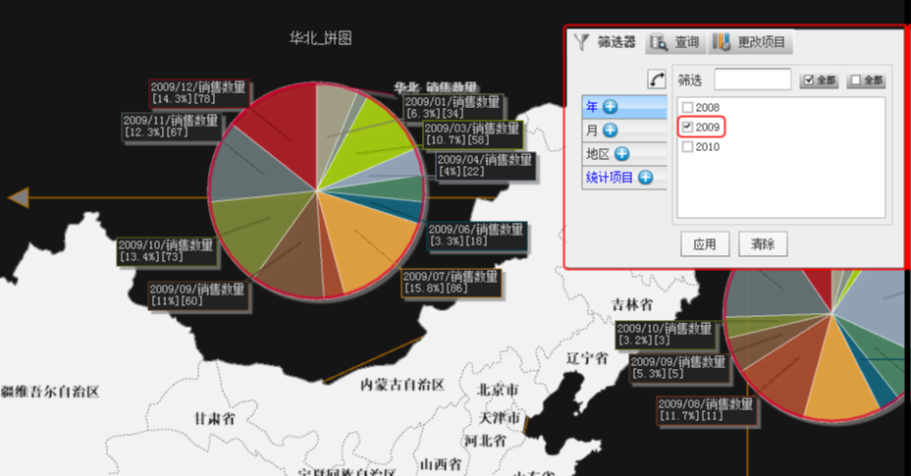 华北_饼图
2009/12/销售数量
[14.3%][78]
2009/11/销售数量
[12.3%][67]
华北_销售数量
2009/01/销售数量
[6.3%][34]
2009/03/销售数量
[10.7%][58]
2009/04/销售数量
[4%][22]
2009/06/销售数量
[3.3%][18]
2009/07/销售数量
[15.8%][86]
2009/10/销售数量
[13.4%][73]
2009/09/销售数量
[11%][60]
筛选器 查询 更改项目
筛选 全部 全部
年
月
地区
统计项目
2008
2009
2010
应用 清除
吉林省
2009/10/销售数量
[3.2%][3]
辽宁省
2009/09/销售数量
[5.3%][5]
2009/08/销售数量
[11.7%][11]
疆维吾尔自治区
内蒙古自治区
北京市
甘肃省
天津市
河北省
山西省
宁夏回族自治区
山东省